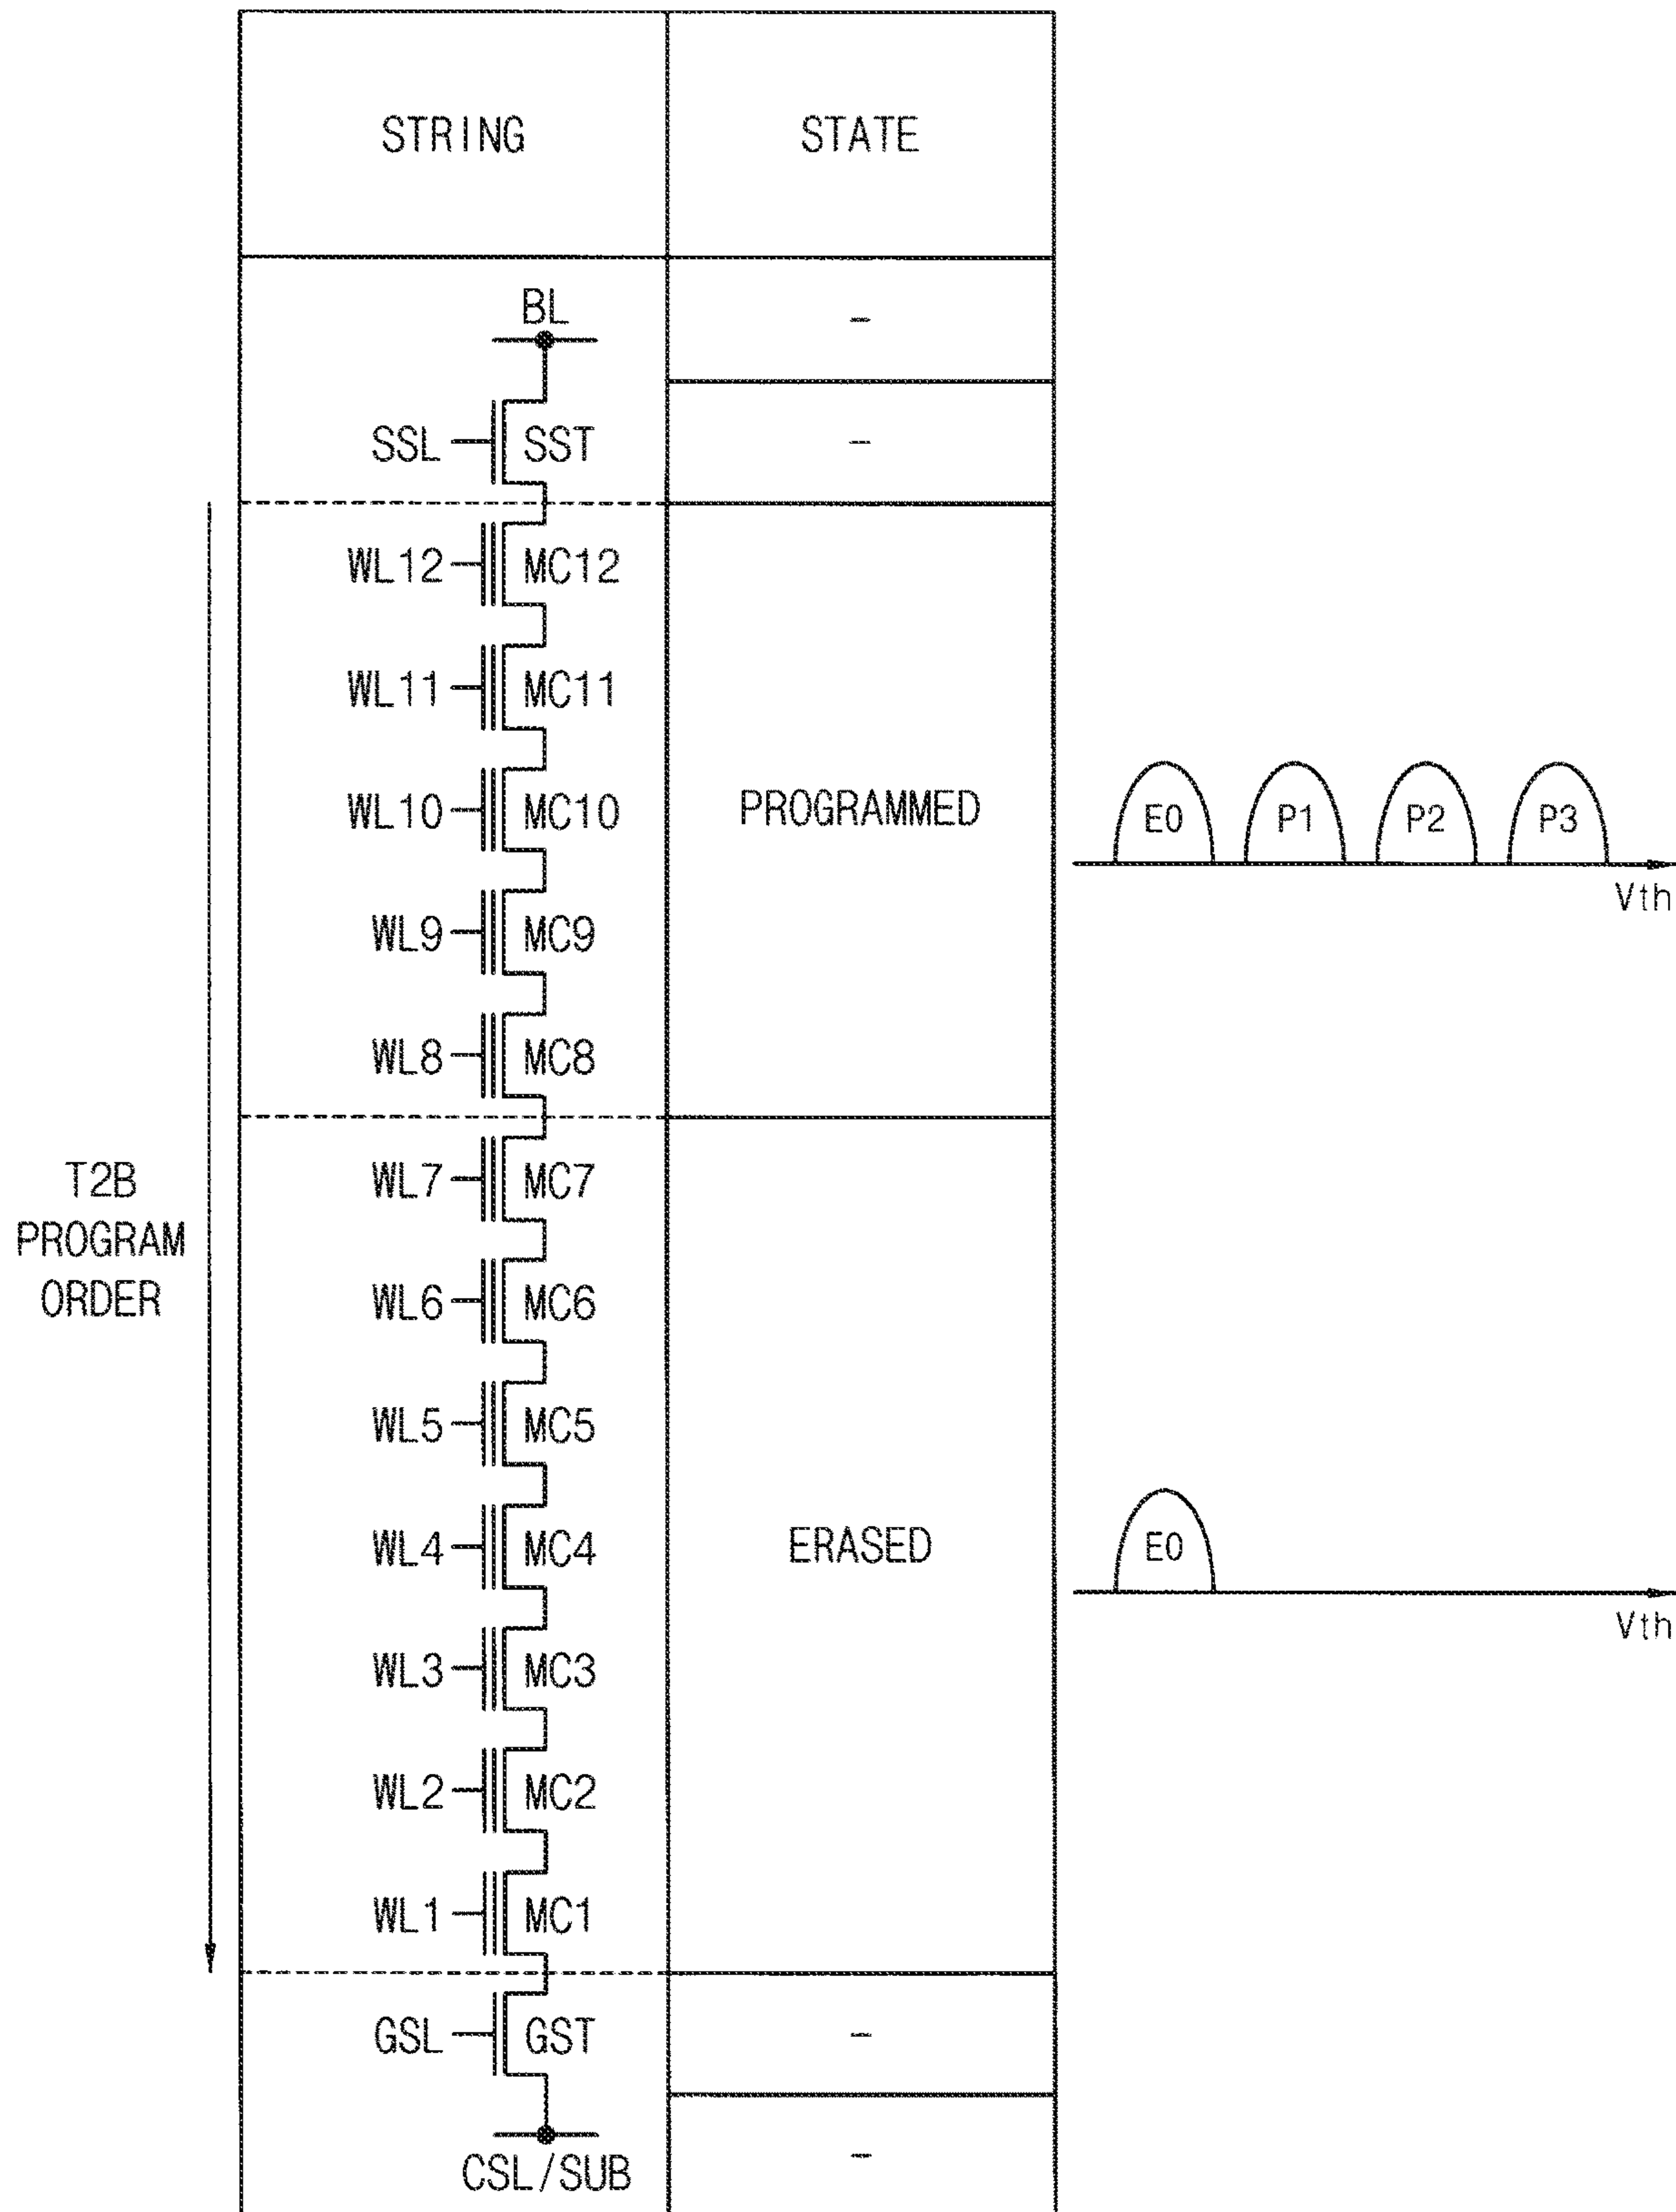 STRING STATE
BL -
SSL SST -
WL12 MC12
WL11 MC11
WL10 MC10 PROGRAMMED
E0 P1 P2 P3
Vth
WL9 MC9
WL8 MC8
T2B
PROGRAM
ORDER
WL7 MC7
WL6 MC6
WL5 MC5
WL4 MC4 ERASED
E0
Vth
WL3 MC3
WL2 MC2
WL1 MC1
GSL GST -
CSL/SUB -